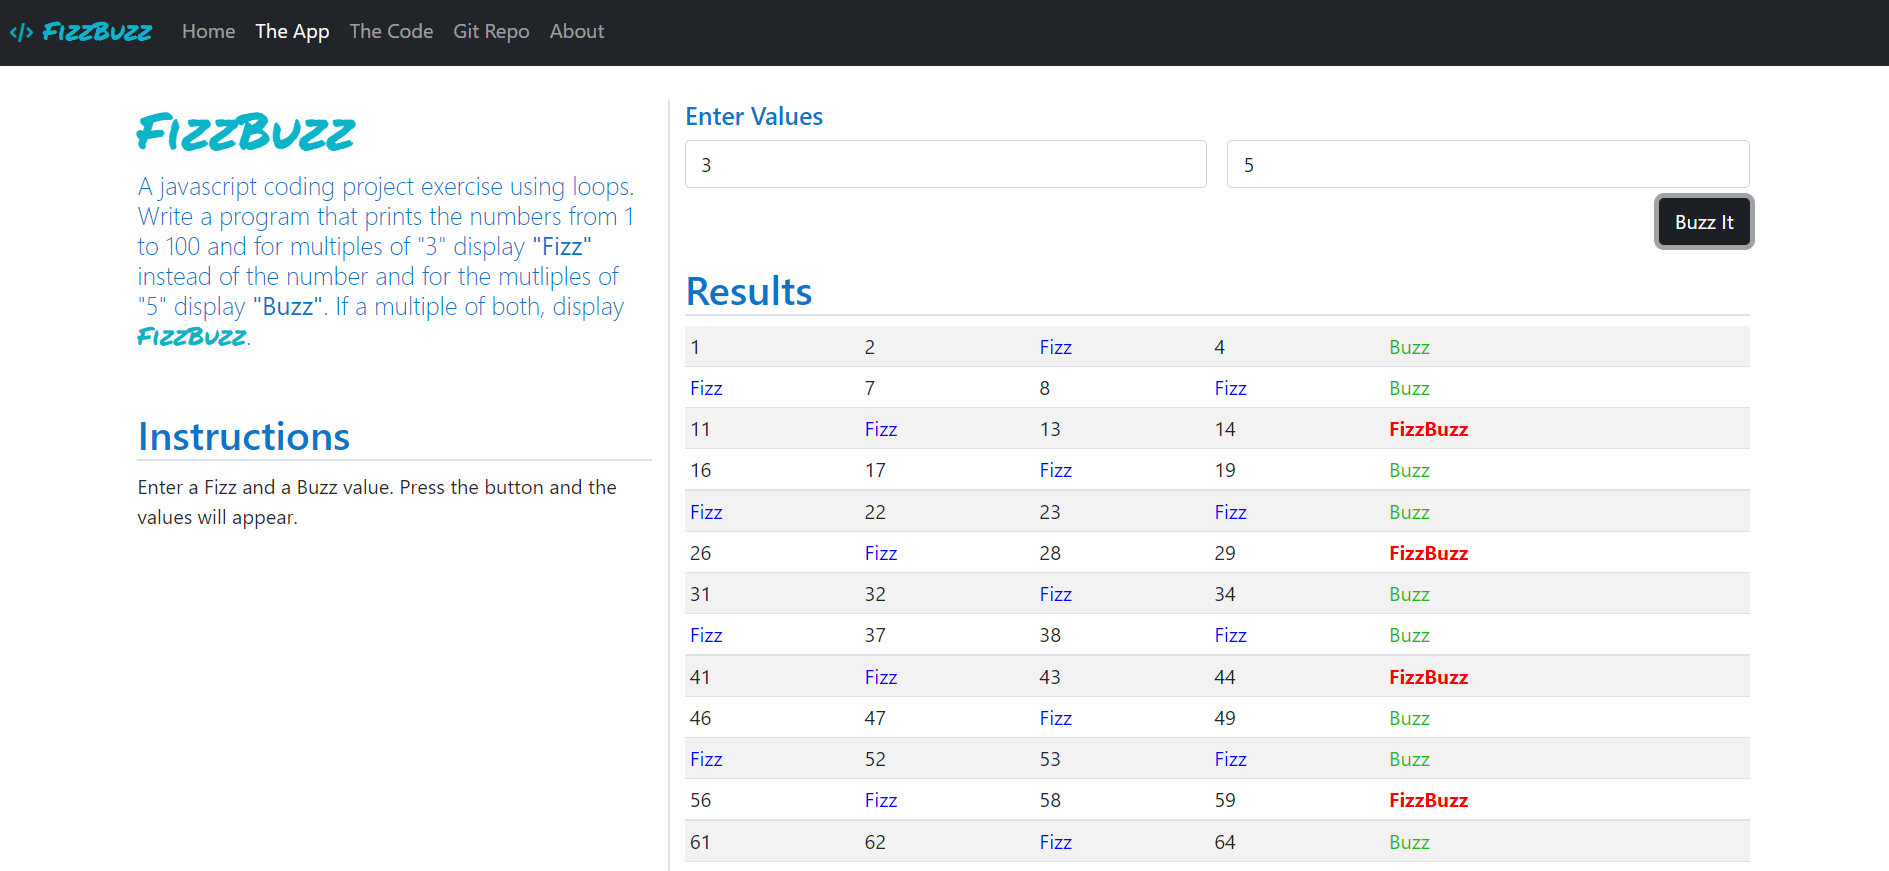 </> FizzBuzz Home The App The Code Git Repo About
FizzBuzz
A javascript coding project exercise using loops.
Write a program that prints the numbers from 1
to 100 and for multiples of "3" display "Fizz"
instead of the number and for the mutliples of
"5" display "Buzz". If a multiple of both, display
FizzBuzz.
Instructions
Enter a Fizz and a Buzz value. Press the button and the
values will appear.
Enter Values
3 5
Buzz It
Results
1 2 Fizz 4 Buzz
Fizz 7 8 Fizz Buzz
11 Fizz 13 14 FizzBuzz
16 17 Fizz 19 Buzz
Fizz 22 23 Fizz Buzz
26 Fizz 28 29 FizzBuzz
31 32 Fizz 34 Buzz
Fizz 37 38 Fizz Buzz
41 Fizz 43 44 FizzBuzz
46 47 Fizz 49 Buzz
Fizz 52 53 Fizz Buzz
56 Fizz 58 59 FizzBuzz
61 62 Fizz 64 Buzz